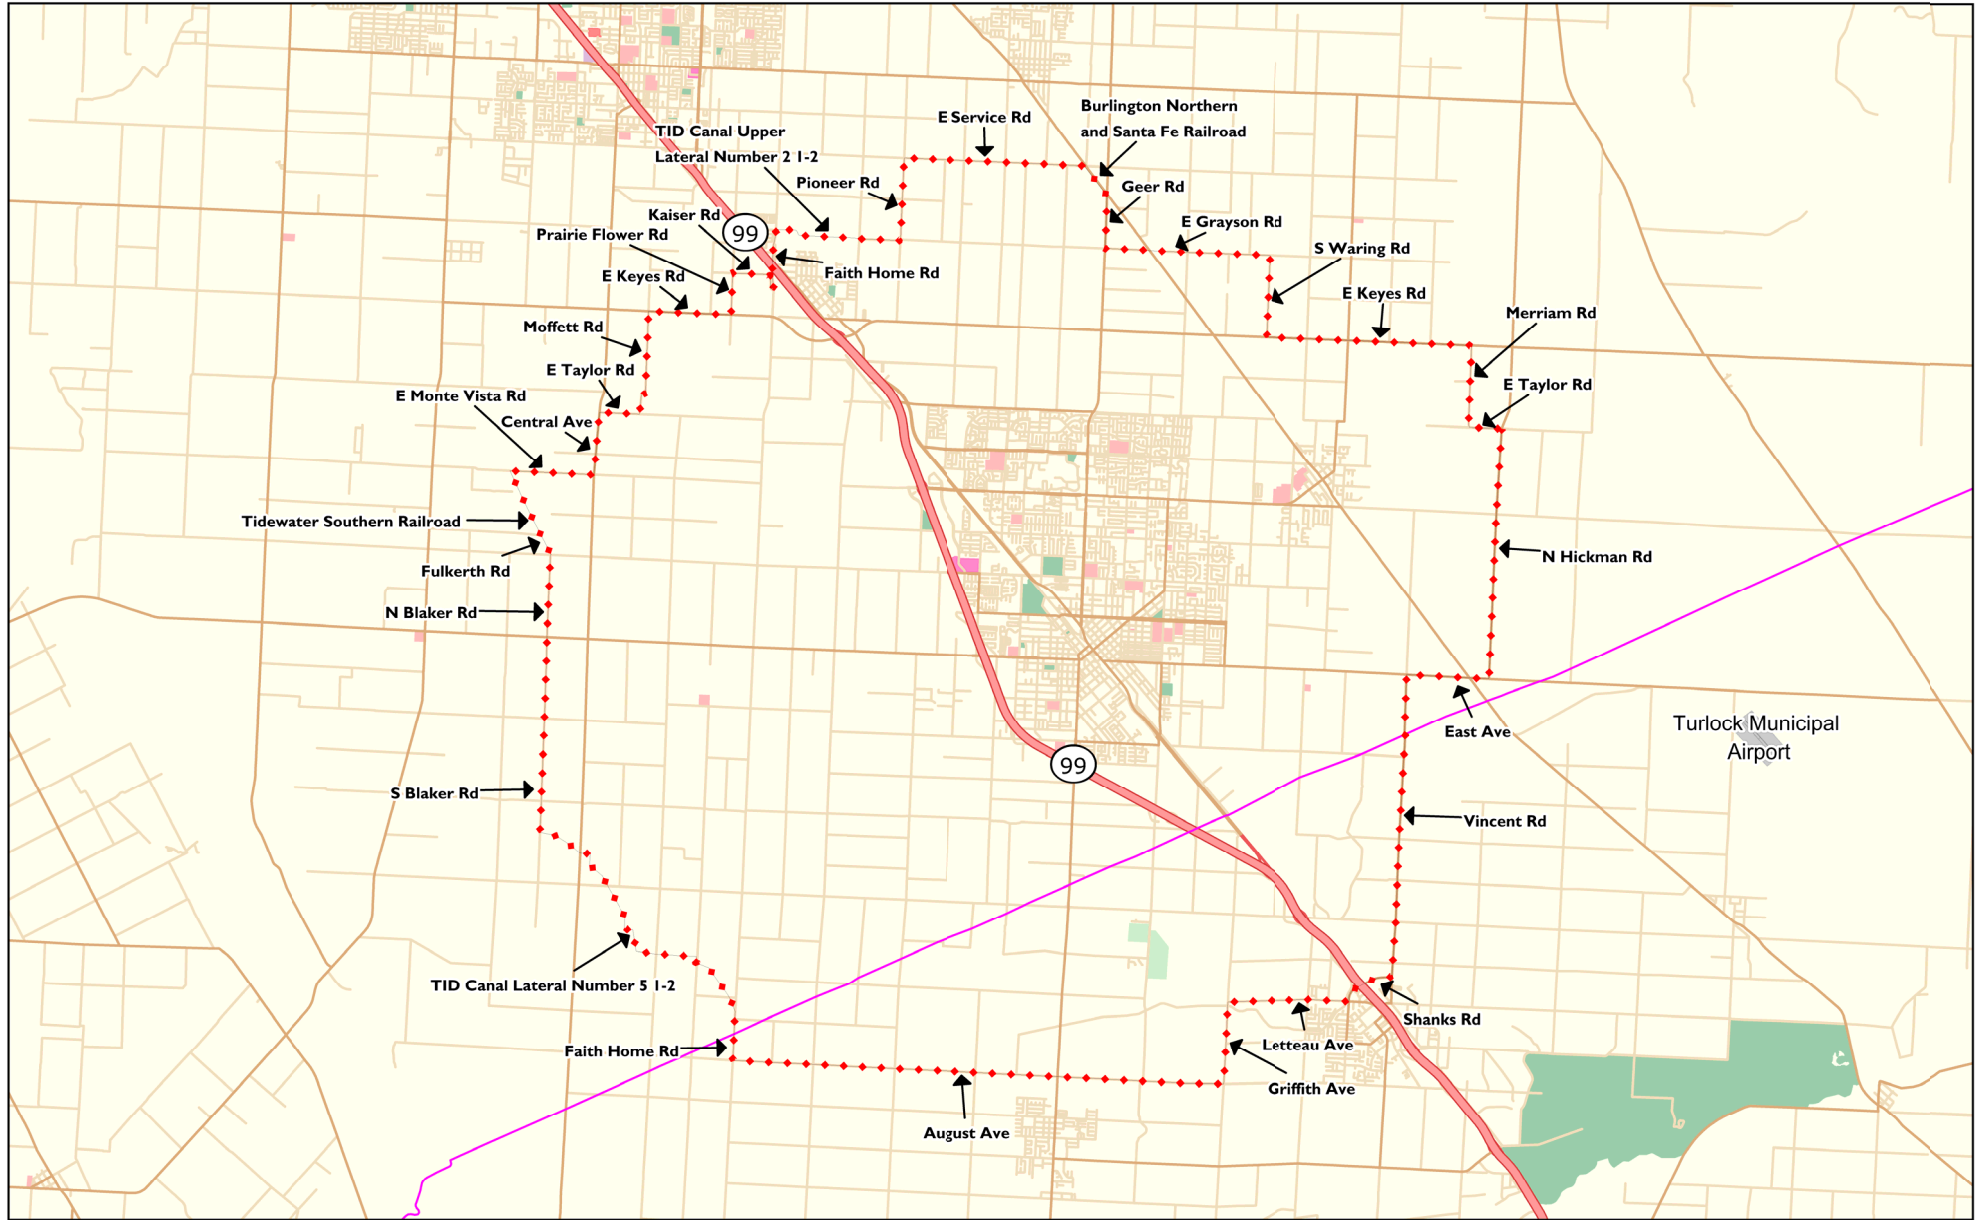 Burlington Northern
and Santa Fe Railroad
E Service Rd
TID Canal Upper
Lateral Number 2 1-2
Pioneer Rd
Geer Rd
Kaiser Rd
E Grayson Rd
99
Prairie Flower Rd
S Waring Rd
Faith Home Rd
E Keyes Rd
E Keyes Rd
Merriam Rd
Moffett Rd
E Taylor Rd
E Taylor Rd
E Monte Vista Rd
Central Ave
Tidewater Southern Railroad
N Hickman Rd
Fulkerth Rd
N Blaker Rd
Turlock Municipal
Airport
East Ave
99
S Blaker Rd
Vincent Rd
TID Canal Lateral Number 5 1-2
Shanks Rd
Letteau Ave
Faith Home Rd
Griffith Ave
August Ave